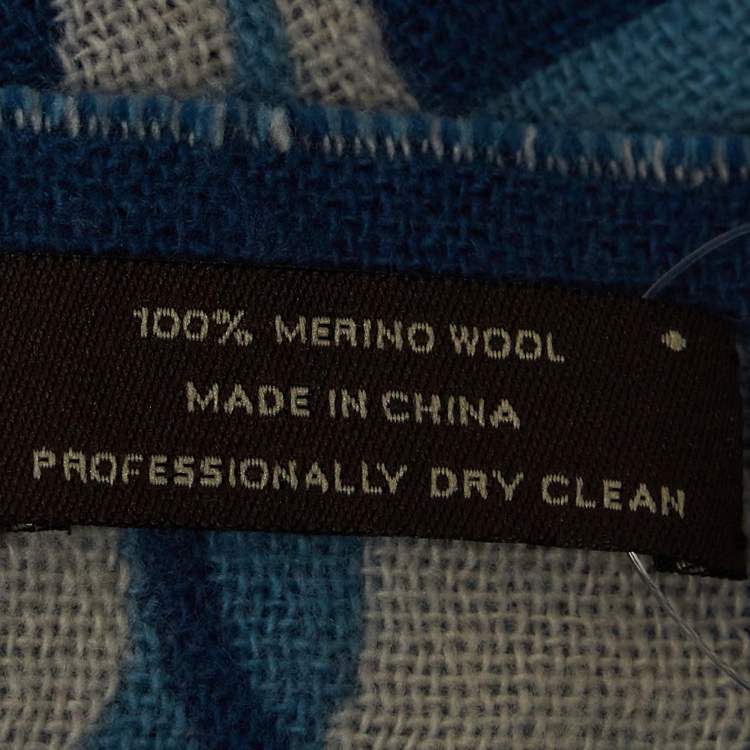 100% MERINO WOOL
MADE IN CHINA
PROFESSIONALLY DRY CLEAN